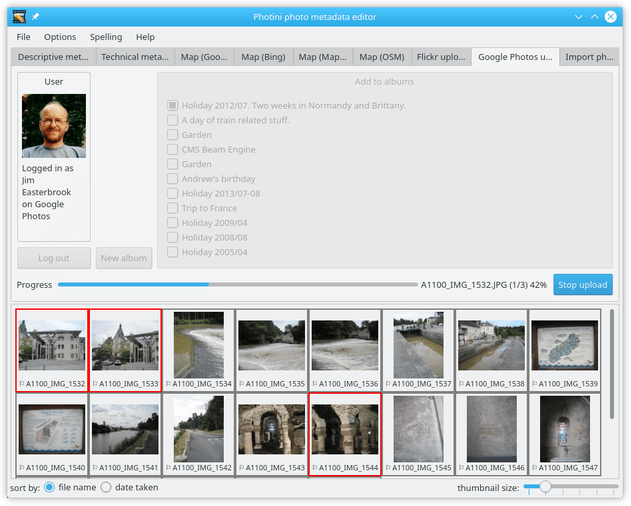 Photini photo metadata editor
File Options Spelling Help
Descriptive met... Technical meta... Map (Goo... Map (Bing) Map (Map... Map (OSM) Flickr uplo... Google Photos u... Import ph...
User
Logged in as
Jim
Easterbrook
on Google
Photos
Log out New album
Add to albums
Holiday 2012/07. Two weeks in Normandy and Brittany.
A day of train related stuff.
Garden
CMS Beam Engine
Garden
Andrew's birthday
Holiday 2013/07-08
Trip to France
Holiday 2009/04
Holiday 2008/08
Holiday 2005/04
Progress A1100_IMG_1532.JPG (1/3) 42% Stop upload
A1100_IMG_1532 A1100_IMG_1533 A1100_IMG_1534 A1100_IMG_1535 A1100_IMG_1536 A1100_IMG_1537 A1100_IMG_1538 A1100_IMG_1539
A1100_IMG_1540 A1100_IMG_1541 A1100_IMG_1542 A1100_IMG_1543 A1100_IMG_1544 A1100_IMG_1545 A1100_IMG_1546 A1100_IMG_1547
sort by: file name date taken thumbnail size: